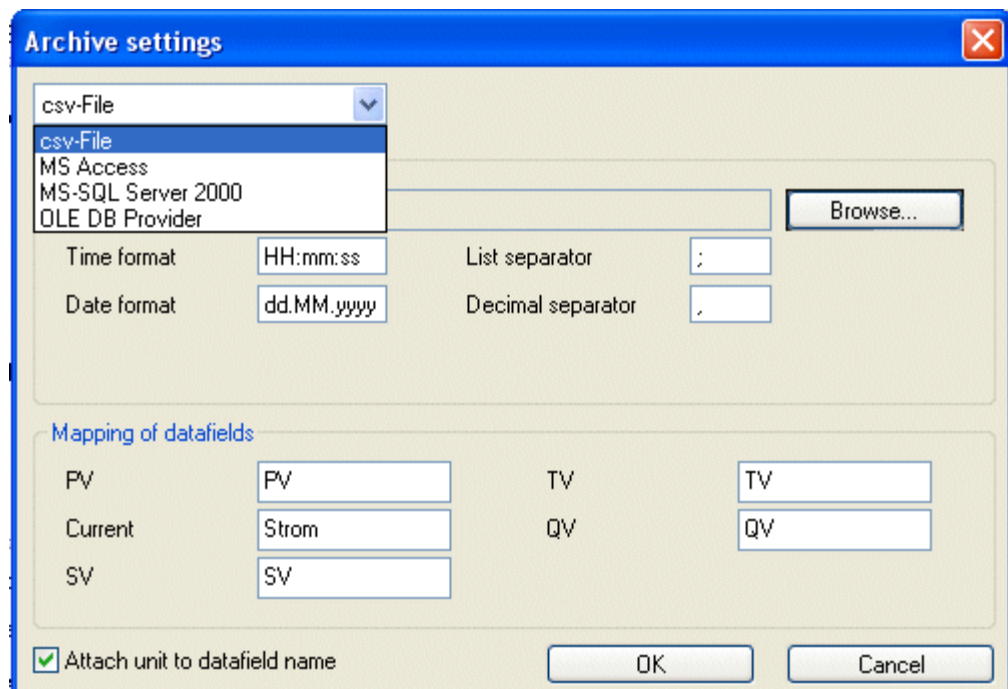 Archive settings
csv-File
csv-File
MS Access
MS-SQL Server 2000
OLE DB Provider
Browse...
Time format HH:mm:ss List separator ;
Date format dd.MM.yyyy Decimal separator ,
Mapping of datafields
PV PV TV TV
Current Strom QV QV
SV SV
Attach unit to datafield name OK Cancel